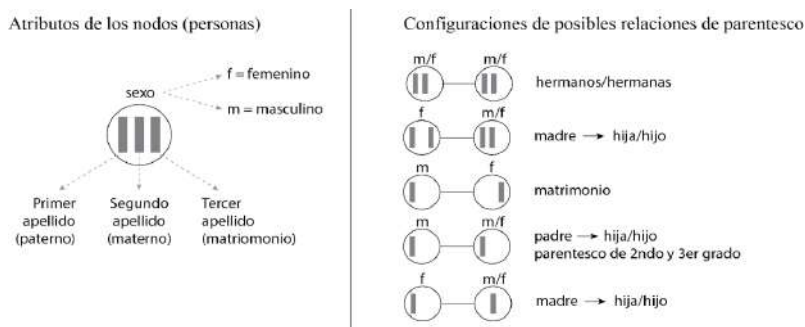 Atributos de los nodos (personas)
sexo
f = femenino
m = masculino
Primer
apellido
(paterno)
Segundo
apellido
(materno)
Tercer
apellido
(matriomonio)
Configuraciones de posibles relaciones de parentesco
m/f
m/f
hermanos/hermanas
f
m/f
madre → hija/hijo
m
f
matrimonio
m
m/f
padre → hija/hijo
parentesco de 2ndo y 3er grado
f
m/f
madre → hija/hijo